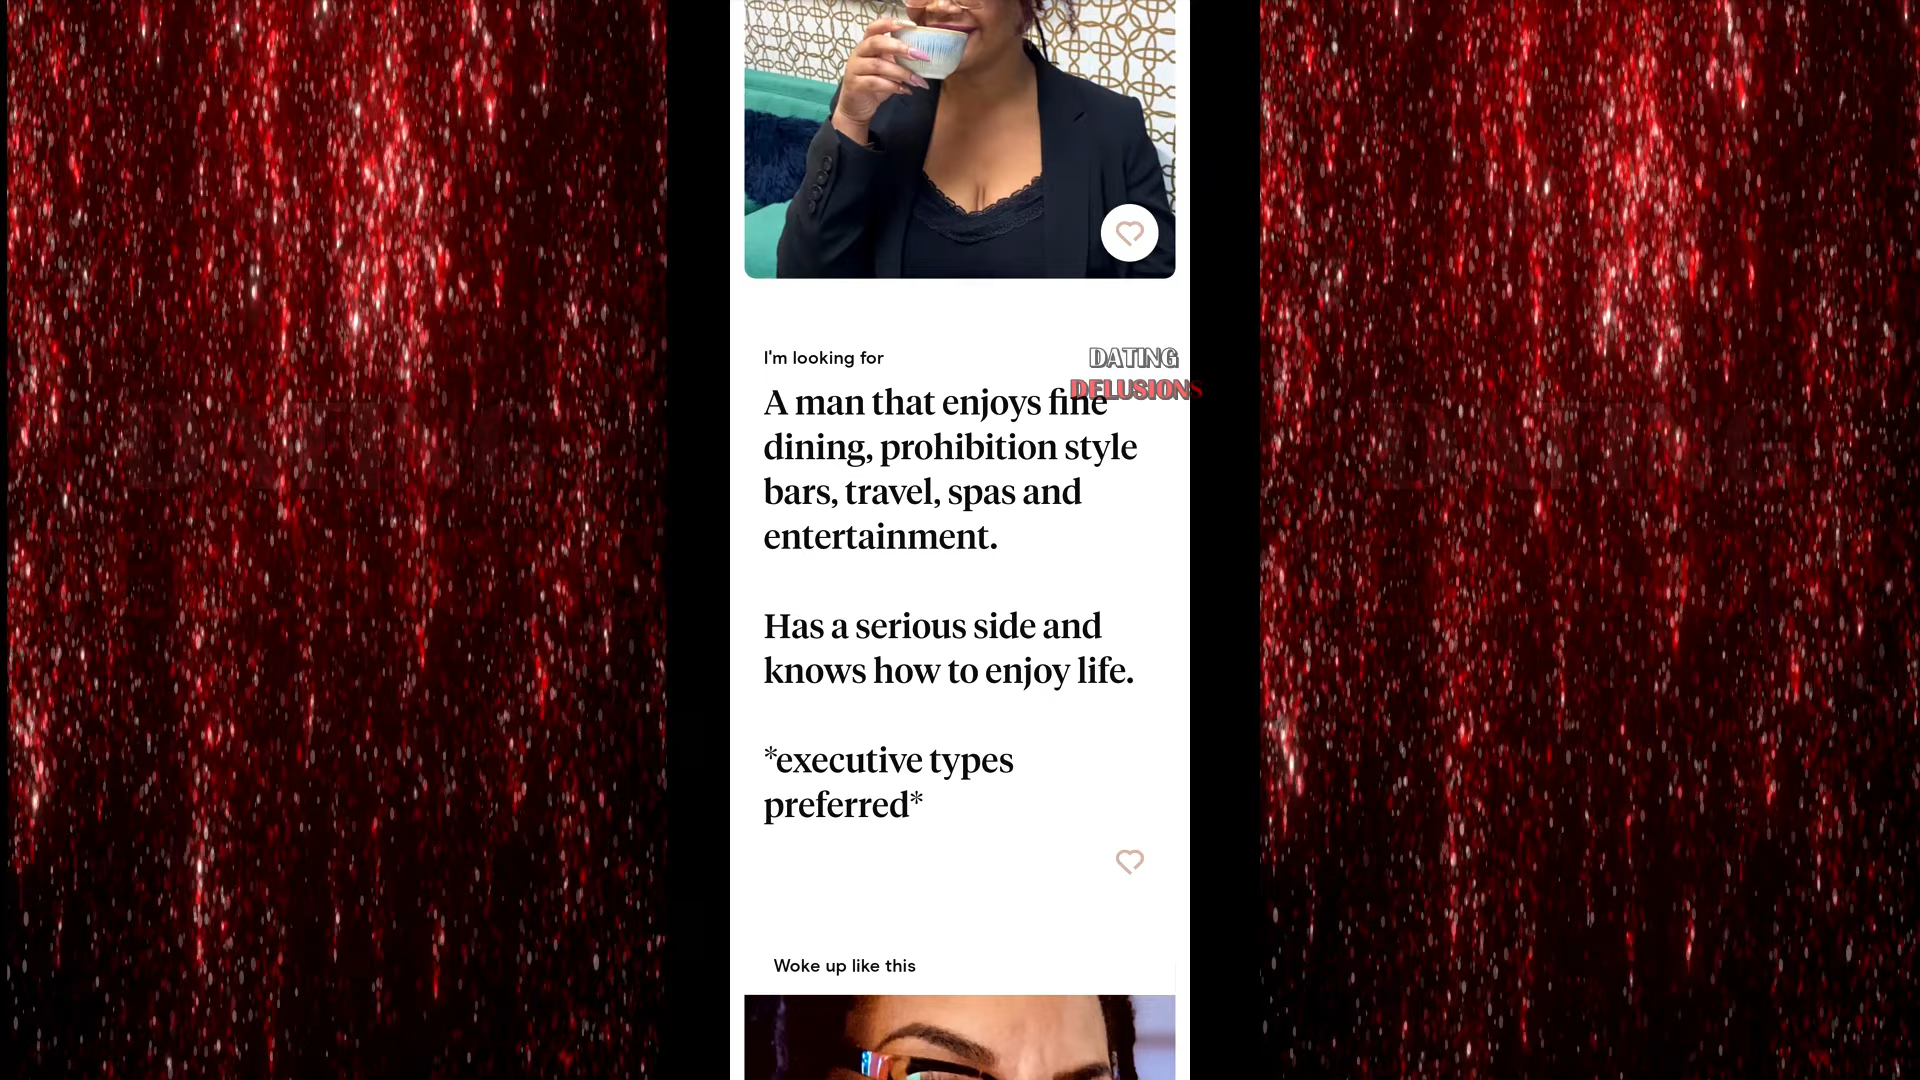 I'm looking for
DATING
DELUSIONS
A man that enjoys fine
dining, prohibition style
bars, travel, spas and
entertainment.
Has a serious side and
knows how to enjoy life.
*executive types
preferred*
Woke up like this